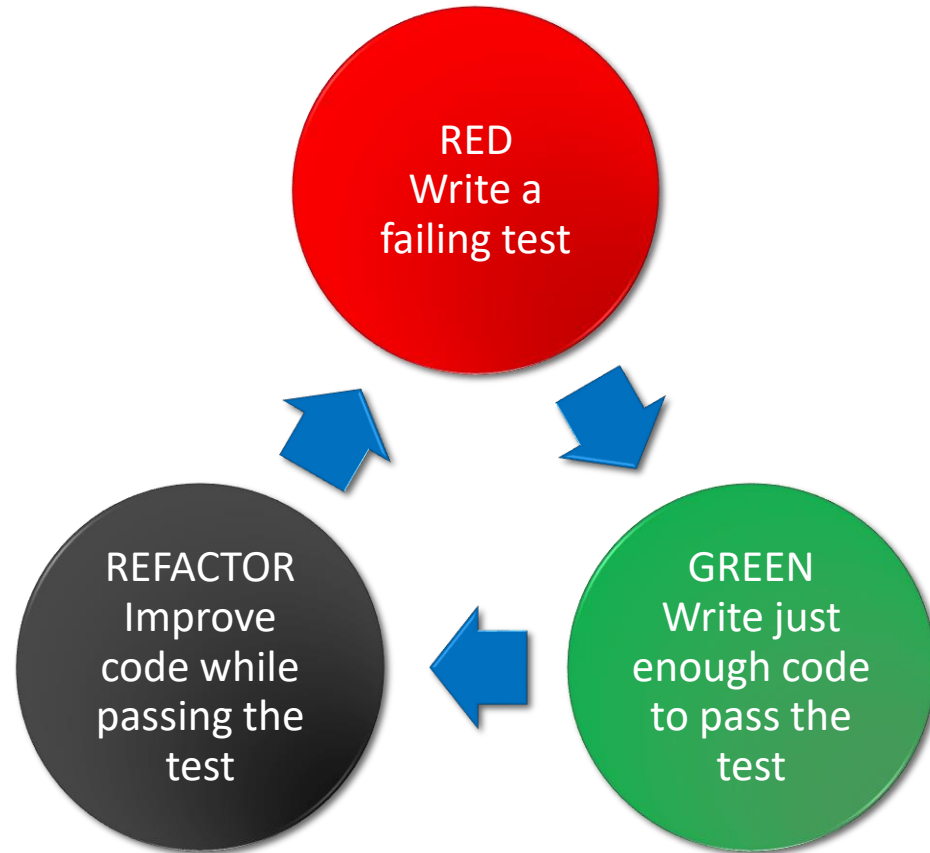 RED
Write a
failing test
GREEN
Write just
enough code
to pass the
test
REFACTOR
Improve
code while
passing the
test